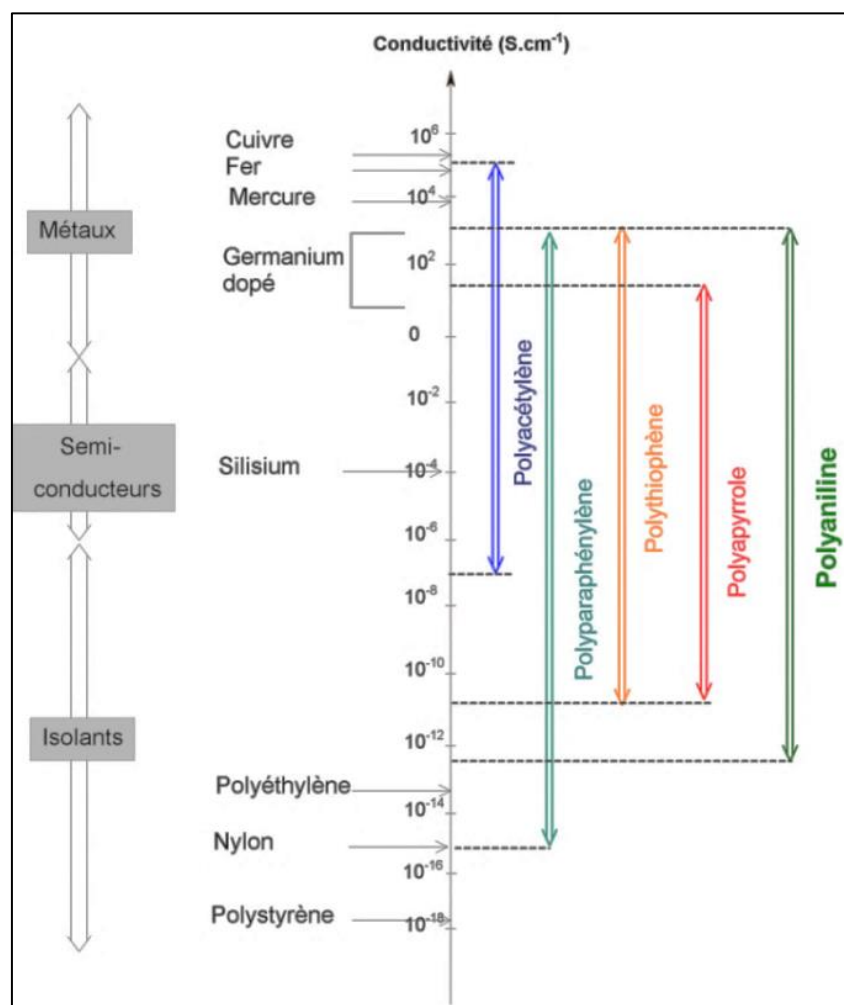 Conductivité (S.cm⁻¹)
Cuivre
10⁶
Fer
Mercure
10⁴
Métaux
Germanium
dopé
10²
0
10⁻²
Semi-
conducteurs
Silisium
10⁻⁴
10⁻⁶
10⁻⁸
10⁻¹⁰
Isolants
10⁻¹²
Polyéthylène
10⁻¹⁴
Nylon
10⁻¹⁶
Polystyrène
10⁻¹⁸
Polyacétylène
Polyparaphénylène
Polythiophène
Polyapyrrole
Polyaniline